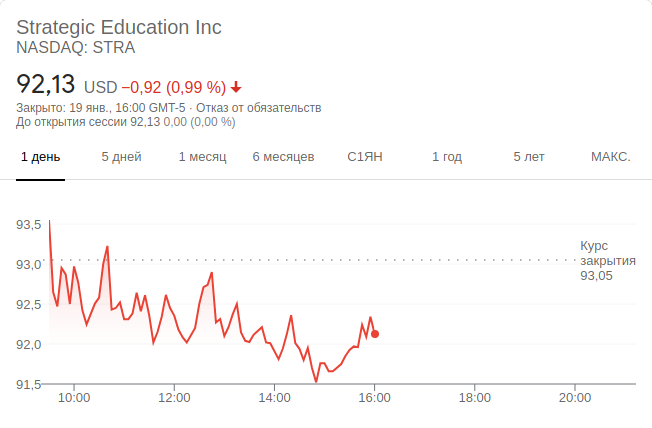 Strategic Education Inc
NASDAQ: STRA
92,13 USD −0,92 (0,99 %)
Закрыто: 19 янв., 16:00 GMT-5 · Отказ от обязательств
До открытия сессии 92,13 0,00 (0,00 %)
1 день 5 дней 1 месяц 6 месяцев С1ЯН 1 год 5 лет МАКС.
93,5
Курс
закрытия
93,05
93,0
92,5
92,0
91,5
10:00 12:00 14:00 16:00 18:00 20:00